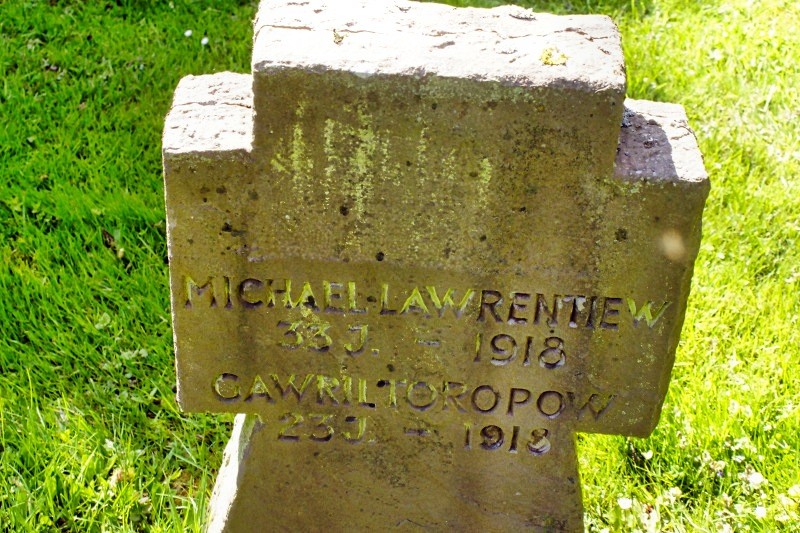 MICHAEL LAWRENTIEW
33 J. - 1918
GAWRIL TOROPOW
23 J. - 1918